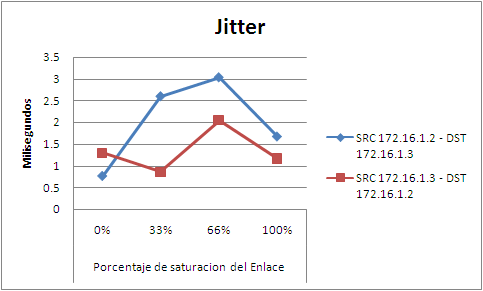 Jitter
3.5
3
2.5
2
1.5
1
0.5
0
Milisegundos
0% 33% 66% 100%
Porcentaje de saturacion del Enlace
SRC 172.16.1.2 - DST
172.16.1.3
SRC 172.16.1.3 - DST
172.16.1.2